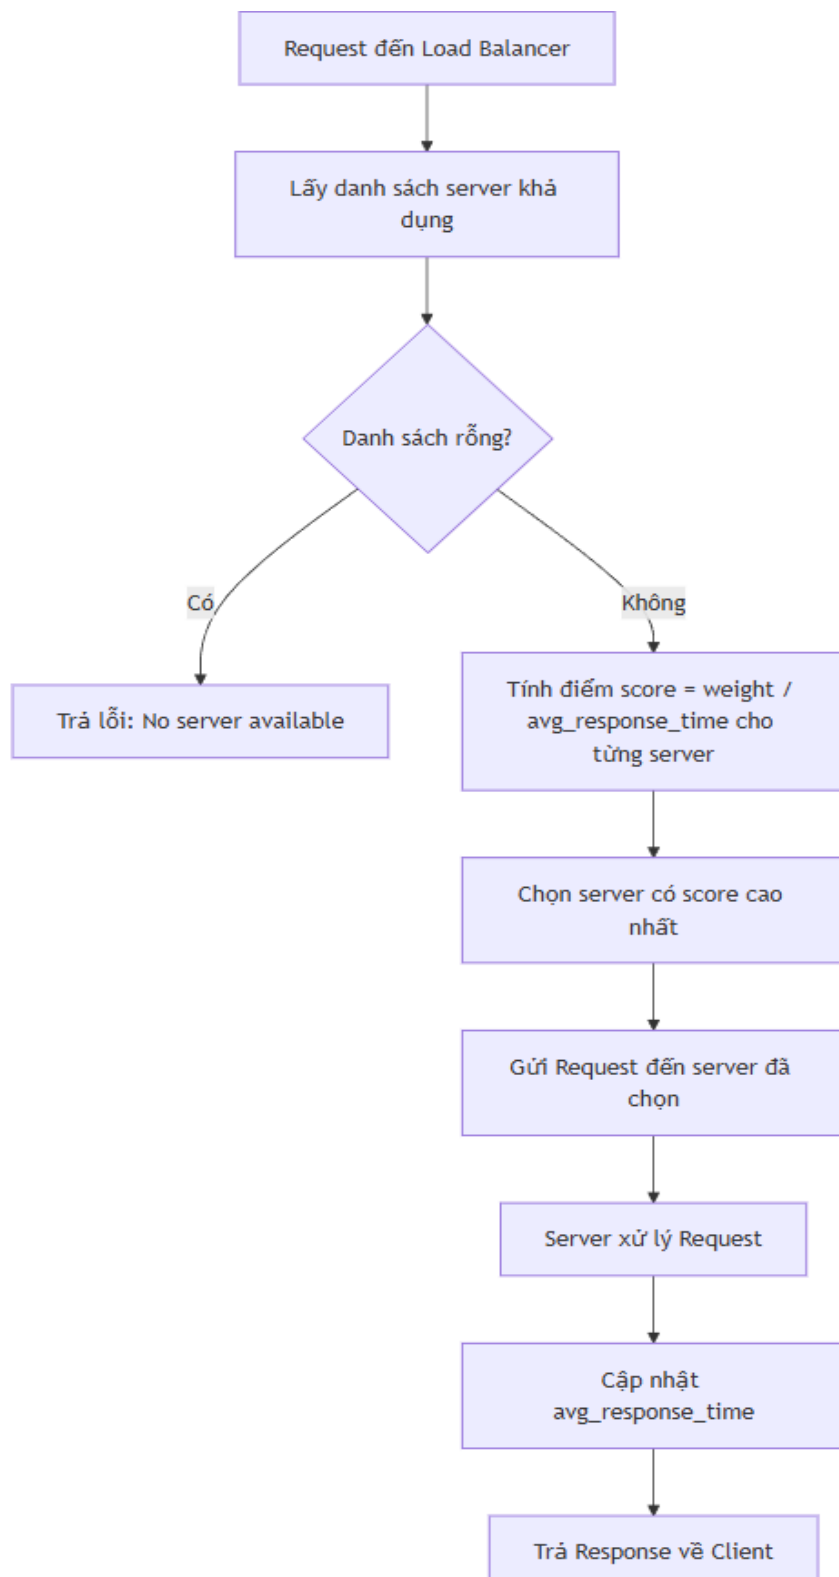 Request đến Load Balancer
Lấy danh sách server khả
dụng
Danh sách rỗng?
Có
Không
Trả lỗi: No server available
Tính điểm score = weight /
avg_response_time cho
từng server
Chọn server có score cao
nhất
Gửi Request đến server đã
chọn
Server xử lý Request
Cập nhật
avg_response_time
Trả Response về Client